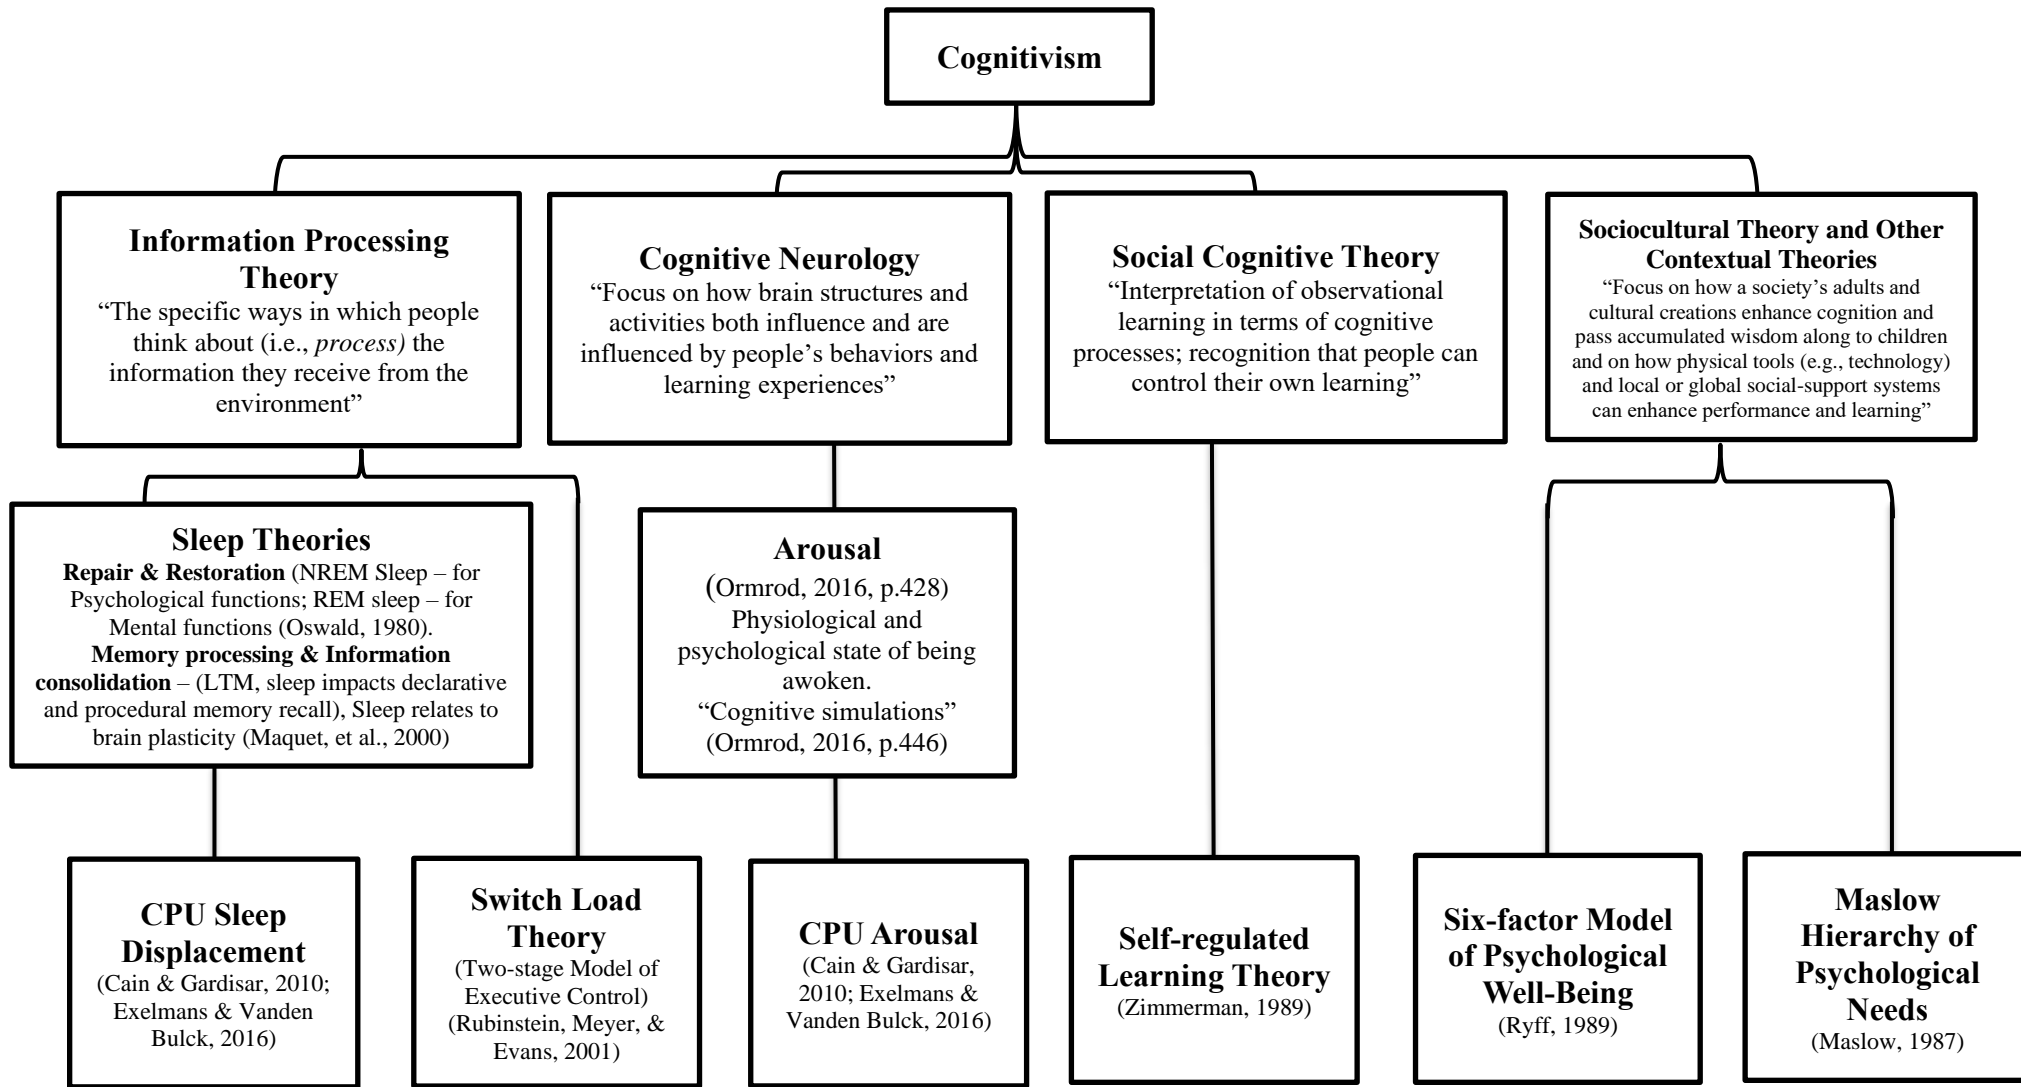 Cognitivism
Information Processing
Theory
“The specific ways in which people
think about (i.e., process) the
information they receive from the
environment”
Cognitive Neurology
“Focus on how brain structures and
activities both influence and are
influenced by people’s behaviors and
learning experiences”
Social Cognitive Theory
“Interpretation of observational
learning in terms of cognitive
processes; recognition that people can
control their own learning”
Sociocultural Theory and Other
Contextual Theories
“Focus on how a society’s adults and
cultural creations enhance cognition and
pass accumulated wisdom along to children
and on how physical tools (e.g., technology)
and local or global social-support systems
can enhance performance and learning”
Sleep Theories
Repair & Restoration (NREM Sleep – for
Psychological functions; REM sleep – for
Mental functions (Oswald, 1980).
Memory processing & Information
consolidation – (LTM, sleep impacts declarative
and procedural memory recall), Sleep relates to
brain plasticity (Maquet, et al., 2000)
Arousal
(Ormrod, 2016, p.428)
Physiological and
psychological state of being
awoken.
“Cognitive simulations”
(Ormrod, 2016, p.446)
CPU Sleep
Displacement
(Cain & Gardisar, 2010;
Exelmans & Vanden
Bulck, 2016)
Switch Load
Theory
(Two-stage Model of
Executive Control)
(Rubinstein, Meyer, &
Evans, 2001)
CPU Arousal
(Cain & Gardisar,
2010; Exelmans &
Vanden Bulck, 2016)
Self-regulated
Learning Theory
(Zimmerman, 1989)
Six-factor Model
of Psychological
Well-Being
(Ryff, 1989)
Maslow
Hierarchy of
Psychological
Needs
(Maslow, 1987)